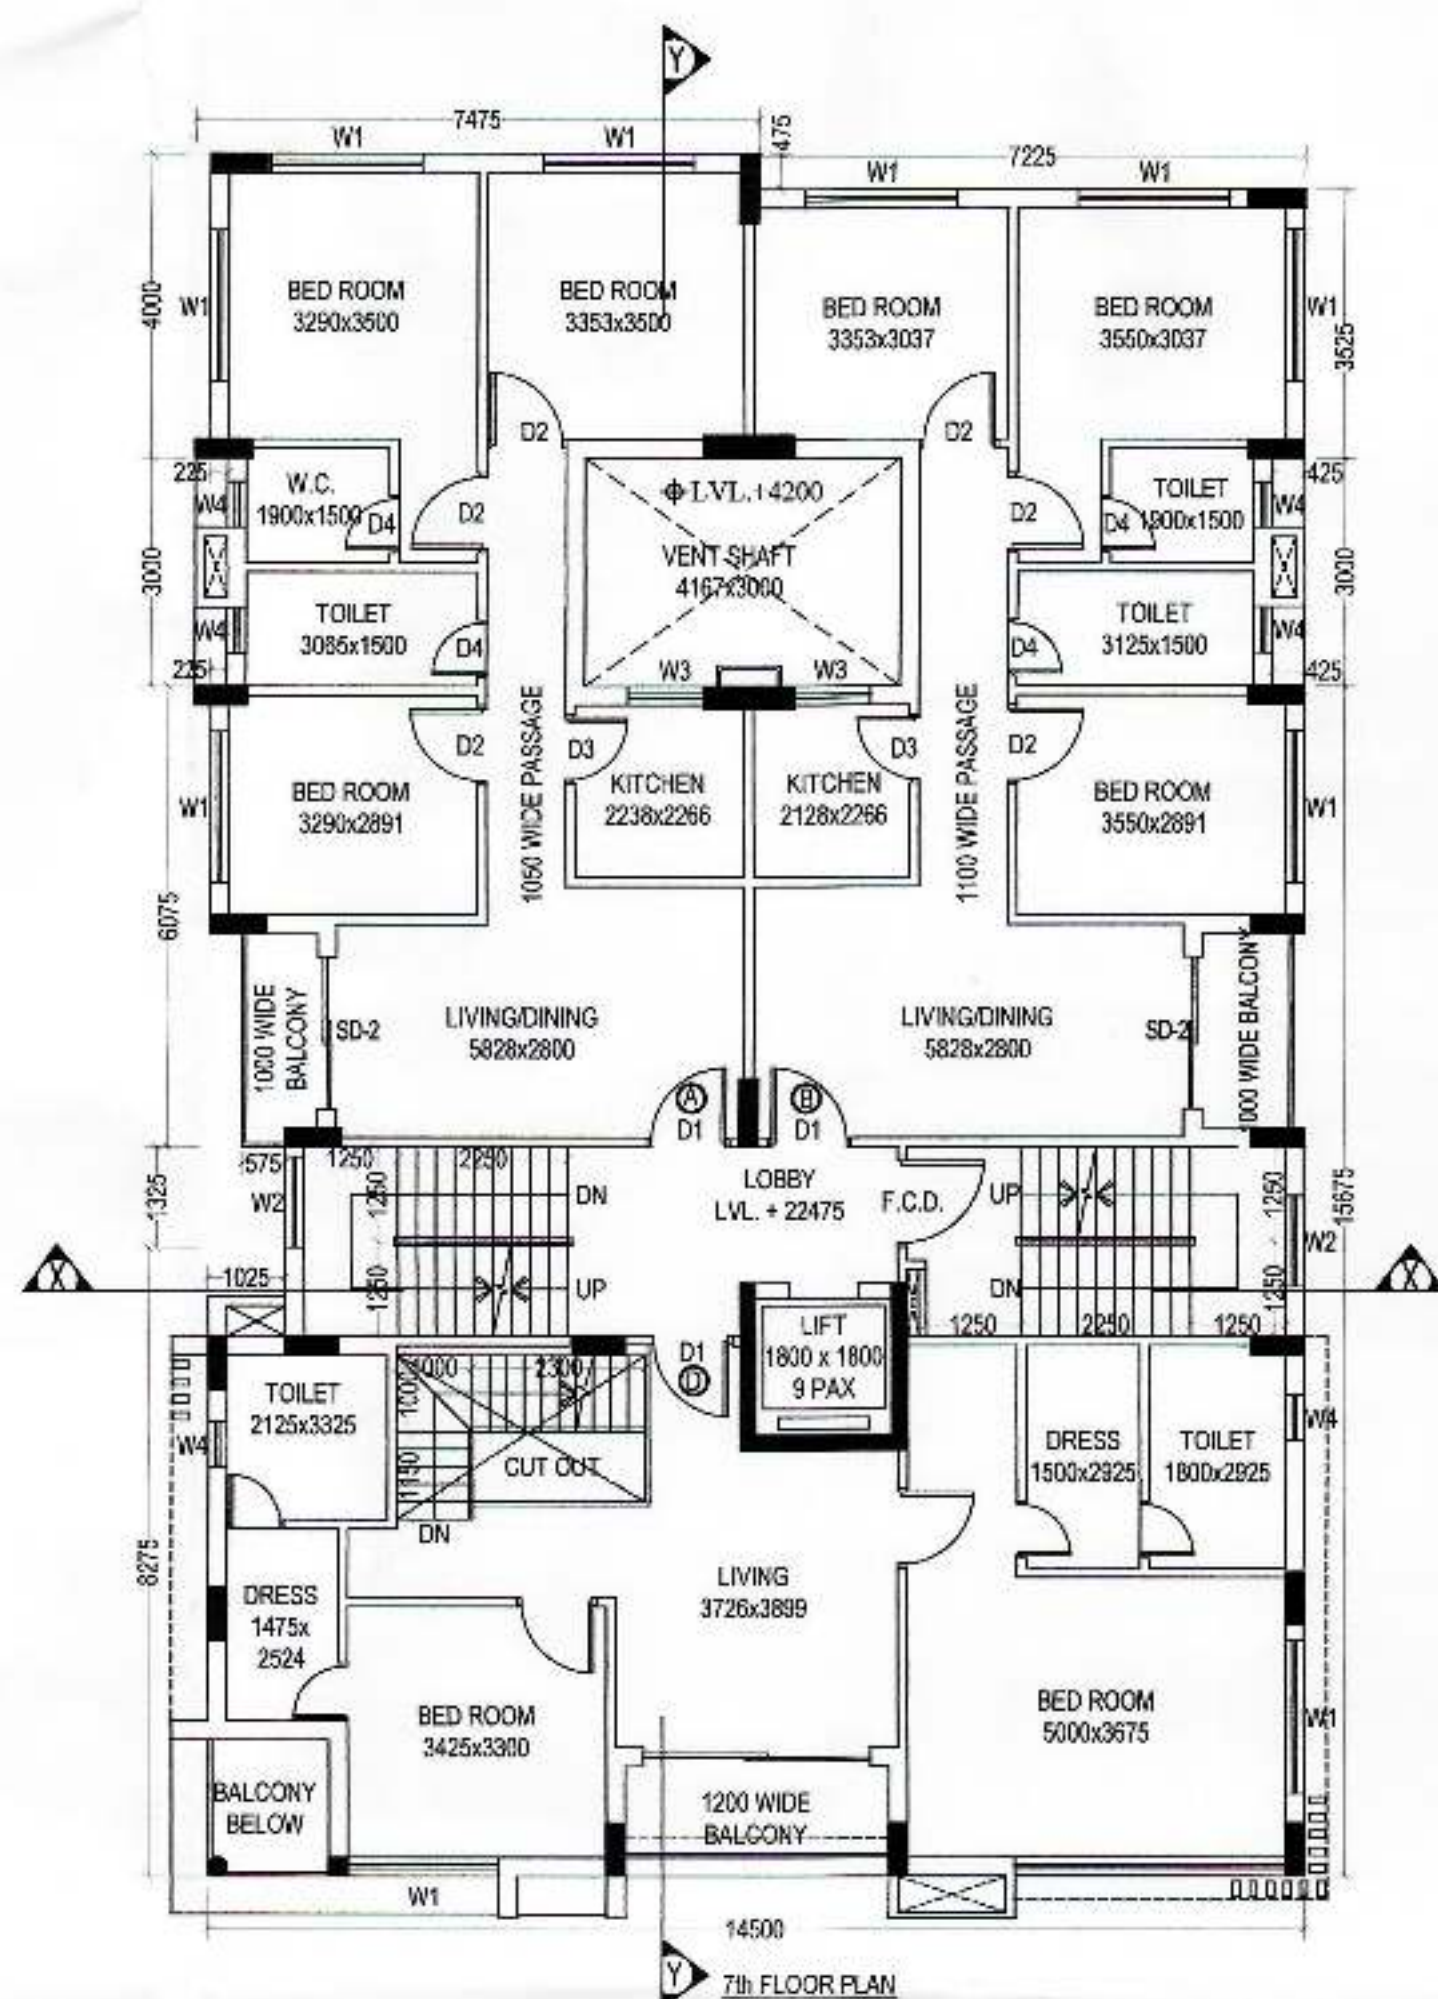 Y
7475
475
7225
W1
W1
W1
W1
4000
W1
BED ROOM
3290x3500
BED ROOM
3353x3500
BED ROOM
3353x3037
BED ROOM
3550x3037
W1
3525
D2
D2
225
W4
W.C.
1900x1500
D4
D2
LVL.+4200
VENT SHAFT
4167x3000
D2
D4
TOILET
1900x1500
425
W4
3000
3000
TOILET
3085x1500
W4
D4
225
W3
W3
TOILET
3125x1500
D4
W4
425
D2
D3
D3
D2
W1
BED ROOM
3290x2891
1050 WIDE PASSAGE
KITCHEN
2238x2266
KITCHEN
2128x2266
1100 WIDE PASSAGE
BED ROOM
3550x2891
W1
6075
1000 WIDE
BALCONY
SD-2
LIVING/DINING
5828x2800
LIVING/DINING
5828x2800
SD-2
1000 WIDE BALCONY
A
D1
B
D1
575
1250
2250
1325
W2
1250
DN
LOBBY
LVL. + 22475
F.C.D.
UP
1250
15675
W2
X
1025
1250
UP
DN
1250
X
1250
2250
1250
LIFT
1800 x 1800
9 PAX
D1
D
TOILET
2125x3325
1000
2300
1000
1150
CUT OUT
DN
W4
DRESS
1500x2925
TOILET
1800x2925
W4
8275
DRESS
1475x
2524
LIVING
3726x3899
BED ROOM
3425x3300
BED ROOM
5000x3675
W1
BALCONY
BELOW
1200 WIDE
BALCONY
W1
14500
Y
7th FLOOR PLAN